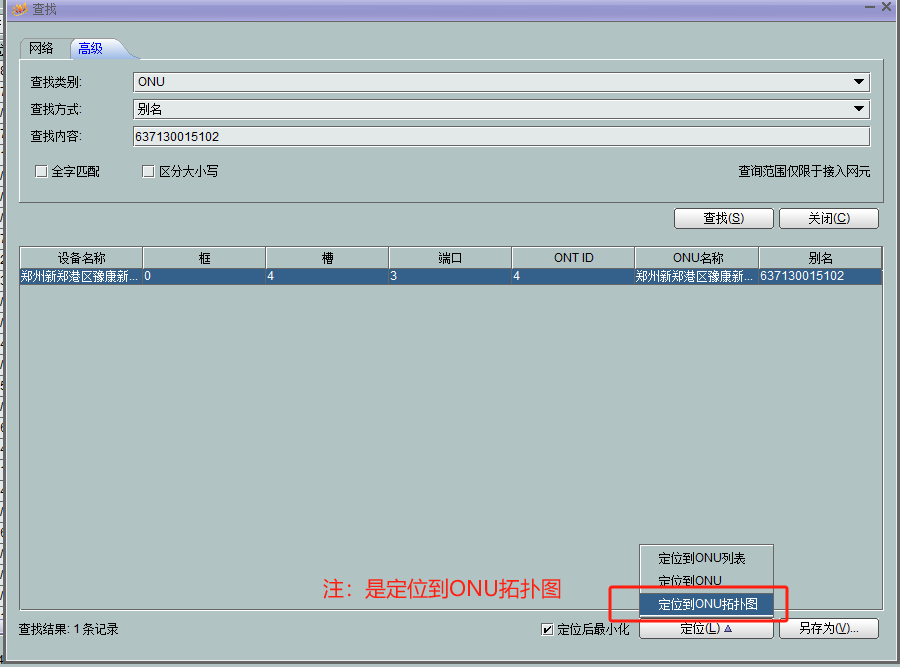 查找
网络 高级
查找类别: ONU
查找方式: 别名
查找内容: 637130015102
全字匹配 区分大小写 查询范围仅限于接入网元
查找(S) 关闭(C)
设备名称 框 槽 端口 ONT ID ONU名称 别名
郑州新郑港区豫康新... 0 4 3 4 郑州新郑港区豫康新... 637130015102
定位到ONU列表
定位到ONU
注：是定位到ONU拓扑图
定位到ONU拓扑图
查找结果: 1 条记录 定位后最小化 定位(L) 另存为(V)...